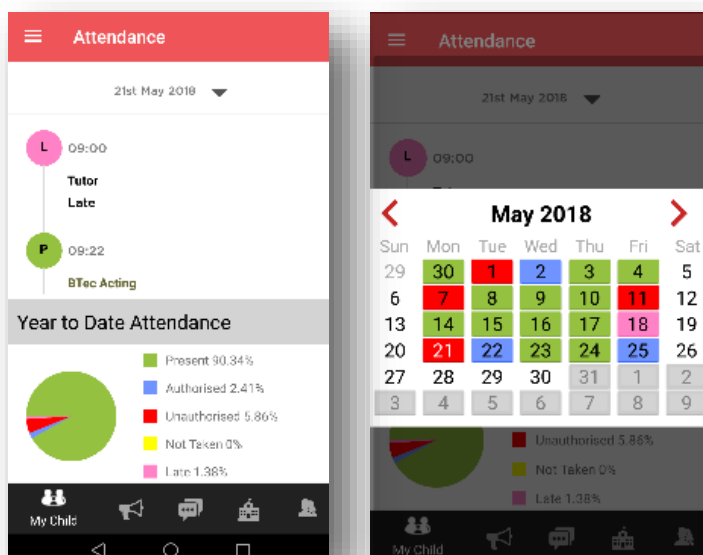 Attendance
21st May 2018
L 09:00
Tutor
Late
P 09:22
BTec Acting
Year to Date Attendance
Present 90.34%
Authorised 2.41%
Unauthorised 5.86%
Not Taken 0%
Late 1.38%
My Child
Attendance
21st May 2018
L 09:00
May 2018
Sun Mon Tue Wed Thu Fri Sat
29 30 1 2 3 4 5
6 7 8 9 10 11 12
13 14 15 16 17 18 19
20 21 22 23 24 25 26
27 28 29 30 31 1 2
3 4 5 6 7 8 9
Unauthorised 5.86%
Not Taken 0%
Late 1.38%
My Child